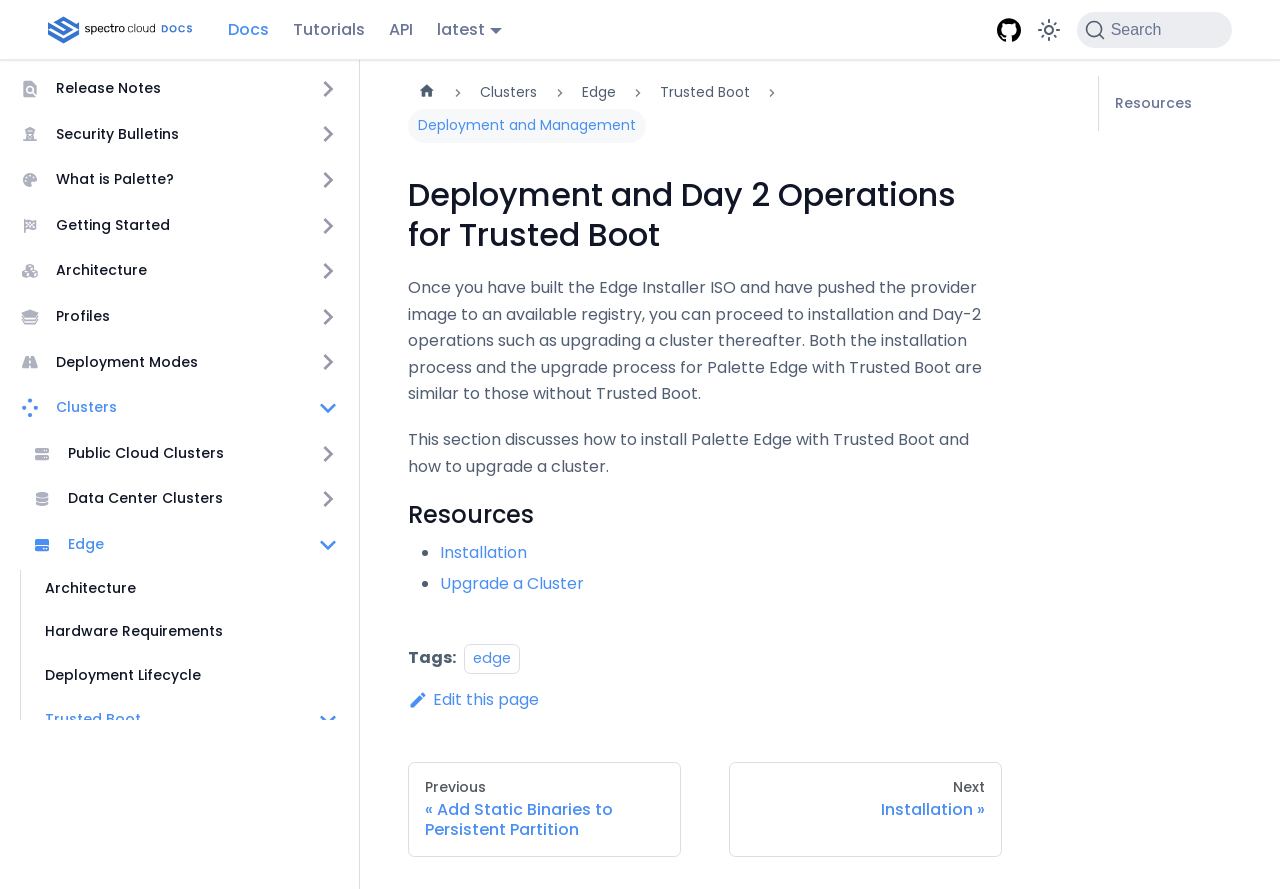 spectro cloud DOCS
Docs
Tutorials
API
latest
Search
Release Notes
Security Bulletins
What is Palette?
Getting Started
Architecture
Profiles
Deployment Modes
Clusters
Public Cloud Clusters
Data Center Clusters
Edge
Architecture
Hardware Requirements
Deployment Lifecycle
Trusted Boot
Clusters
Edge
Trusted Boot
Deployment and Management
Deployment and Day 2 Operations
for Trusted Boot
Once you have built the Edge Installer ISO and have pushed the provider
image to an available registry, you can proceed to installation and Day-2
operations such as upgrading a cluster thereafter. Both the installation
process and the upgrade process for Palette Edge with Trusted Boot are
similar to those without Trusted Boot.
This section discusses how to install Palette Edge with Trusted Boot and
how to upgrade a cluster.
Resources
Installation
Upgrade a Cluster
Tags: edge
Edit this page
Previous
« Add Static Binaries to
Persistent Partition
Next
Installation »
Resources